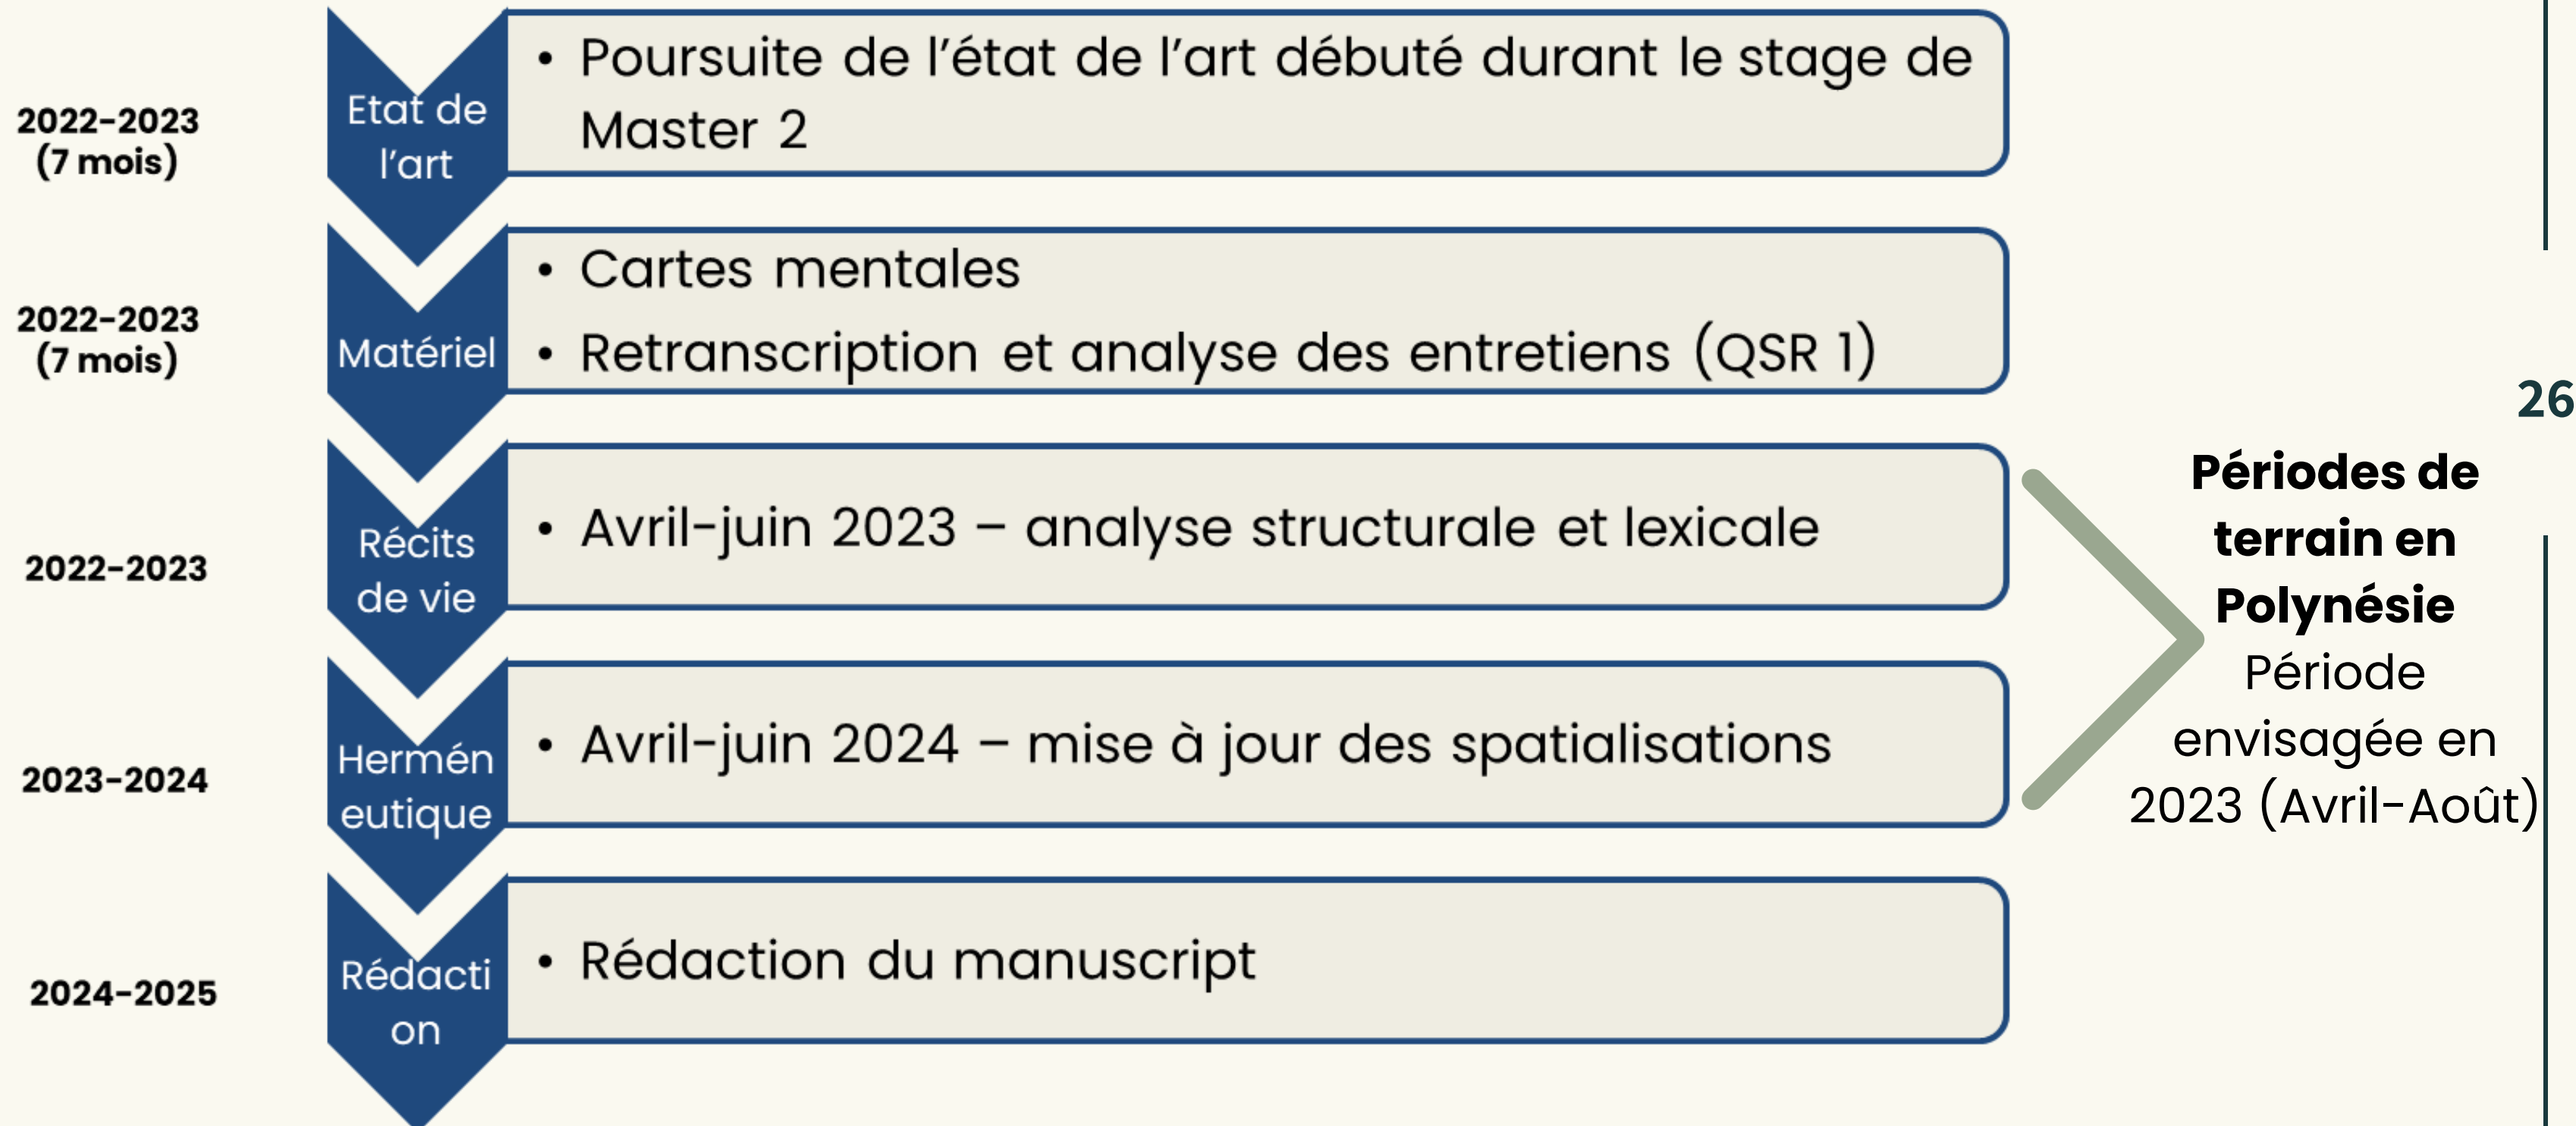 2022-2023
(7 mois)
Etat de
l’art
• Poursuite de l’état de l’art débuté durant le stage de
Master 2
2022-2023
(7 mois)
Matériel
• Cartes mentales
• Retranscription et analyse des entretiens (QSR 1)
2022-2023
Récits
de vie
• Avril-juin 2023 – analyse structurale et lexicale
2023-2024
Hermén
eutique
• Avril-juin 2024 – mise à jour des spatialisations
2024-2025
Rédacti
on
• Rédaction du manuscript
26
Périodes de
terrain en
Polynésie
Période
envisagée en
2023 (Avril-Août)